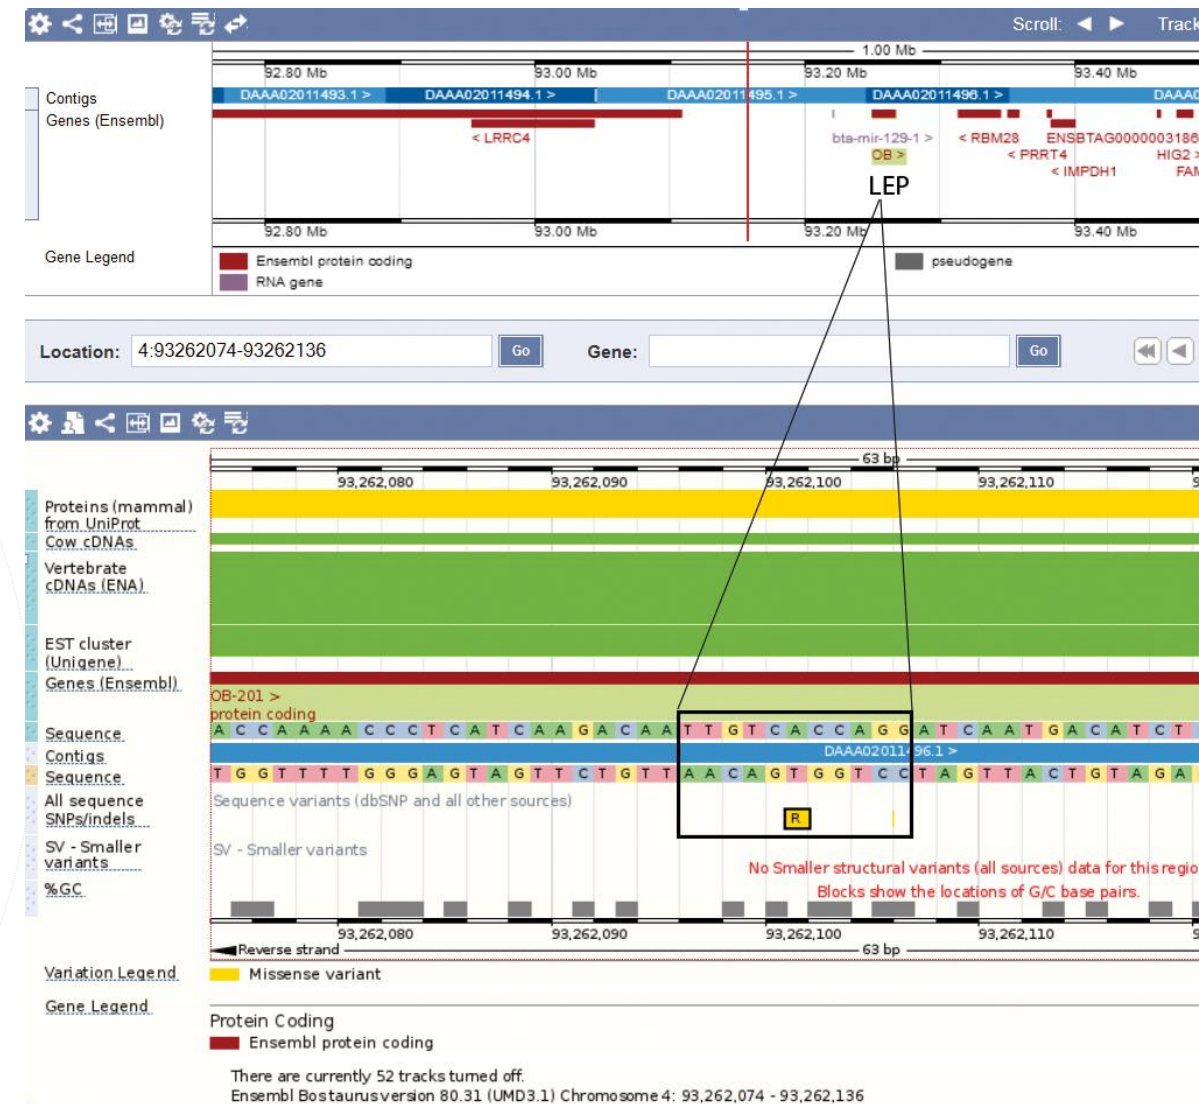 Scroll: Track
1.00 Mb
92.80 Mb 93.00 Mb 93.20 Mb 93.40 Mb
Contigs DAAA02011493.1 > DAAA02011494.1 > DAAA02011495.1 > DAAA02011496.1 > DAAA0
Genes (Ensembl)
< LRRC4 bta-mir-129-1 > < RBM28 ENSBTAG0000003186
OB > < PRRT4 HIG2 >
< IMPDH1 FAM
LEP
92.80 Mb 93.00 Mb 93.20 Mb 93.40 Mb
Gene Legend Ensembl protein coding pseudogene
RNA gene
Location: 4:93262074-93262136 Go Gene: Go
63 bp
93,262,080 93,262,090 93,262,100 93,262,110 9
Proteins (mammal)
from UniProt
Cow cDNAs
Vertebrate
cDNAs (ENA)
EST cluster
(Unigene)
Genes (Ensembl)
OB-201 >
protein coding
Sequence A C C A A A A C C C T C A T C A A G A C A A T T G T C A C C A G G A T C A A T G A C A T C T C
Contigs DAAA02011496.1 >
Sequence T G G T T T T G G G A G T A G T T C T G T T A A C A G T G G T C C T A G T T A C T G T A G A G
All sequence Sequence variants (dbSNP and all other sources)
SNPs/indels R
SV - Smaller SV - Smaller variants
variants No Smaller structural variants (all sources) data for this regio
%GC Blocks show the locations of G/C base pairs.
93,262,080 93,262,090 93,262,100 93,262,110 9
Reverse strand 63 bp
Variation Legend Missense variant
Gene Legend
Protein Coding
Ensembl protein coding
There are currently 52 tracks turned off.
Ensembl Bos taurus version 80.31 (UMD3.1) Chromosome 4: 93,262,074 - 93,262,136